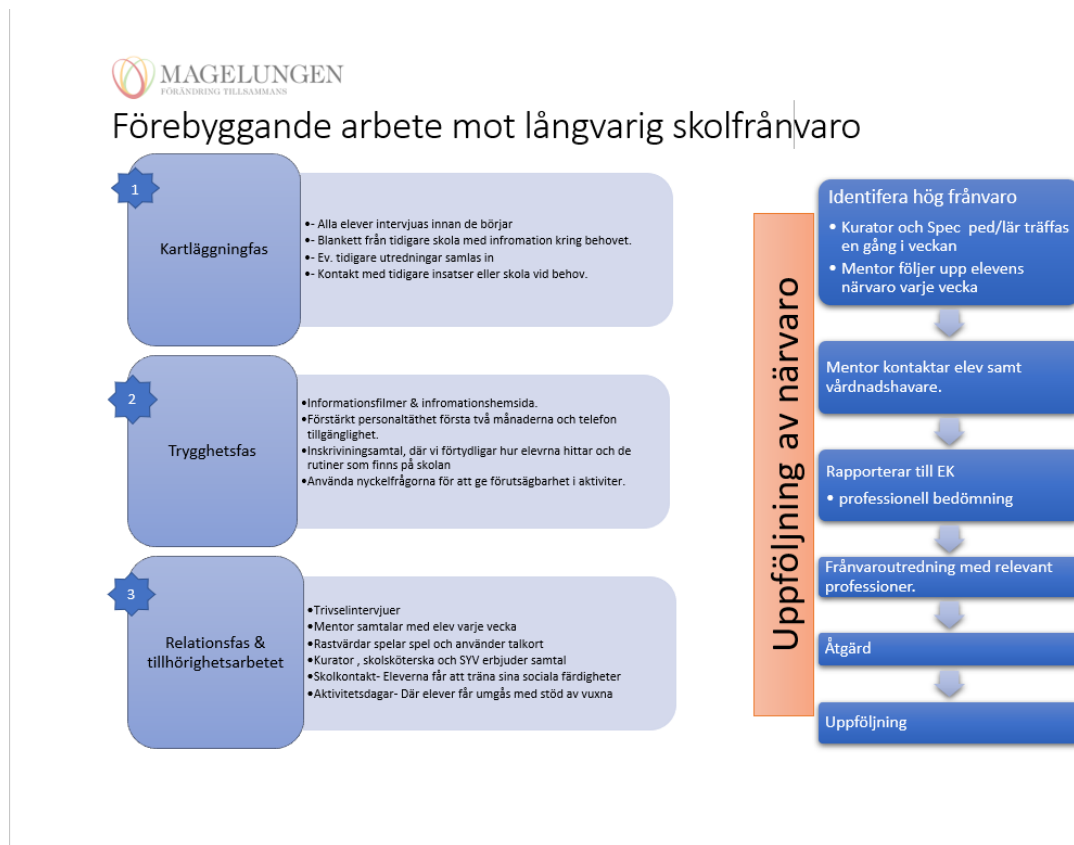 MAGELUNGEN
FÖRÄNDRING TILLSAMMANS
Förebyggande arbete mot långvarig skolfrånvaro
1
Kartläggningfas
•- Alla elever intervjuas innan de börjar
•- Blankett från tidigare skola med infromation kring behovet.
•- Ev. tidigare utredningar samlas in
•- Kontakt med tidigare insatser eller skola vid behov.
2
Trygghetsfas
•Informationsfilmer & infromationshemsida.
•Förstärkt personaltäthet första två månaderna och telefon
tillgänglighet.
•Inskriviningsamtal, där vi förtydligar hur elevrna hittar och de
rutiner som finns på skolan
•Använda nyckelfrågorna för att ge förutsägbarhet i aktiviter.
3
Relationsfas &
tillhörighetsarbetet
•Trivselintervjuer
•Mentor samtalar med elev varje vecka
•Rastvärdar spelar spel och använder talkort
•Kurator , skolsköterska och SYV erbjuder samtal
•Skolkontakt- Eleverna får att träna sina sociala färdigheter
•Aktivitetsdagar- Där elever får umgås med stöd av vuxna
Uppföljning av närvaro
Identifera hög frånvaro
• Kurator och Spec ped/lär träffas
en gång i veckan
• Mentor följer upp elevens
närvaro varje vecka
Mentor kontaktar elev samt
vårdnadshavare.
Rapporterar till EK
• professionell bedömning
Frånvaroutredning med relevant
professioner.
Åtgärd
Uppföljning